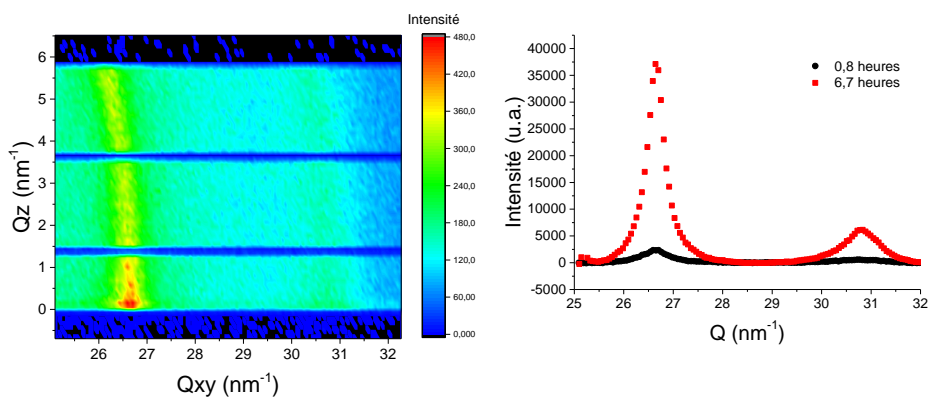 Intensité
480,0
420,0
360,0
300,0
240,0
180,0
120,0
60,00
0,000
6
5
4
3
2
1
0
Qz (nm-1)
26 27 28 29 30 31 32
Qxy (nm-1)
40000
35000
30000
25000
20000
15000
10000
5000
0
-5000
Intensité (u.a.)
0,8 heures
6,7 heures
25 26 27 28 29 30 31 32
Q (nm-1)